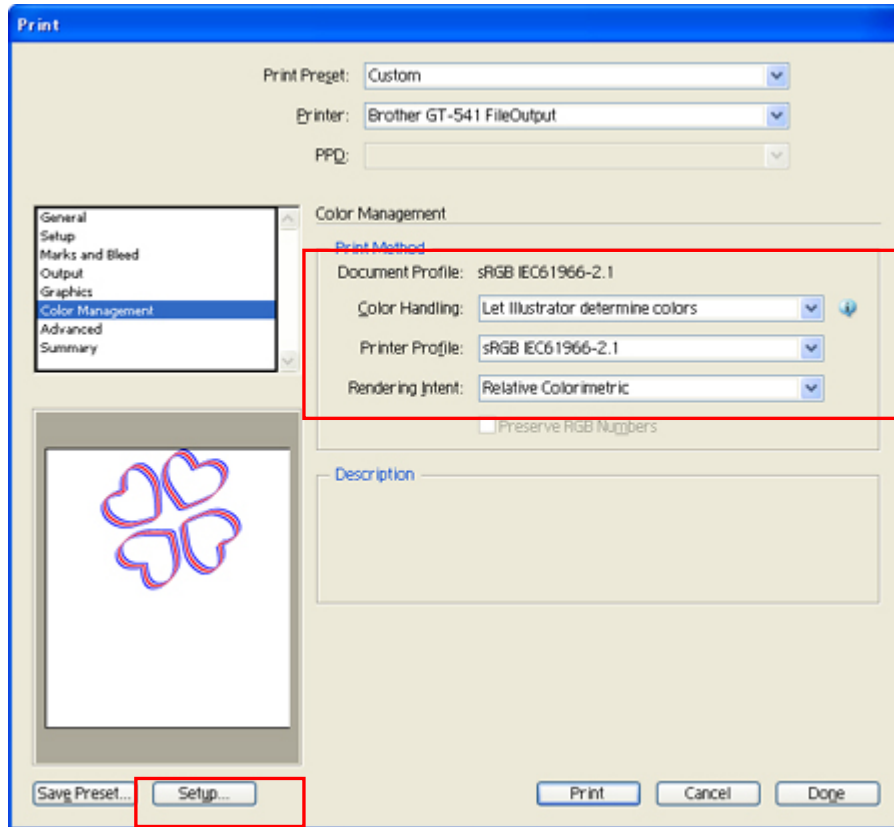 Print
Print Preset: Custom
Printer: Brother GT-541 FileOutput
PPD:
General
Setup
Marks and Bleed
Output
Graphics
Color Management
Advanced
Summary
Color Management
Print Method
Document Profile: sRGB IEC61966-2.1
Color Handling: Let Illustrator determine colors
Printer Profile: sRGB IEC61966-2.1
Rendering Intent: Relative Colorimetric
Preserve RGB Numbers
Description
Save Preset... Setup... Print Cancel Done